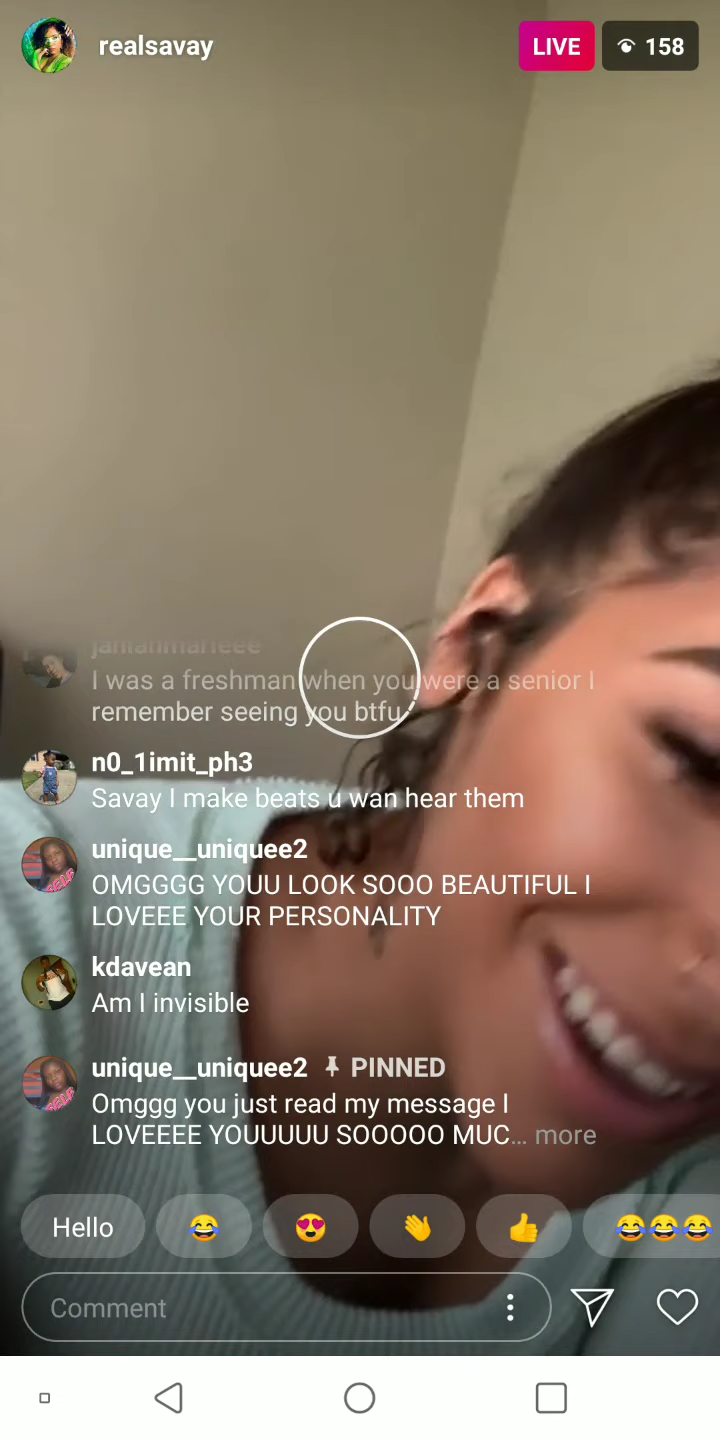 realsavay
LIVE
158
janiahmarieee
I was a freshman when you were a senior I
remember seeing you btfu
n0_1imit_ph3
Savay I make beats u wan hear them
unique__uniquee2
OMGGGG YOUU LOOK SOOO BEAUTIFUL I
LOVEEE YOUR PERSONALITY
kdavean
Am I invisible
unique__uniquee2 PINNED
Omggg you just read my message I
LOVEEEE YOUUUUU SOOOOO MUC... more
Hello 😂 😍 👋 👍 😂😂😂
Comment